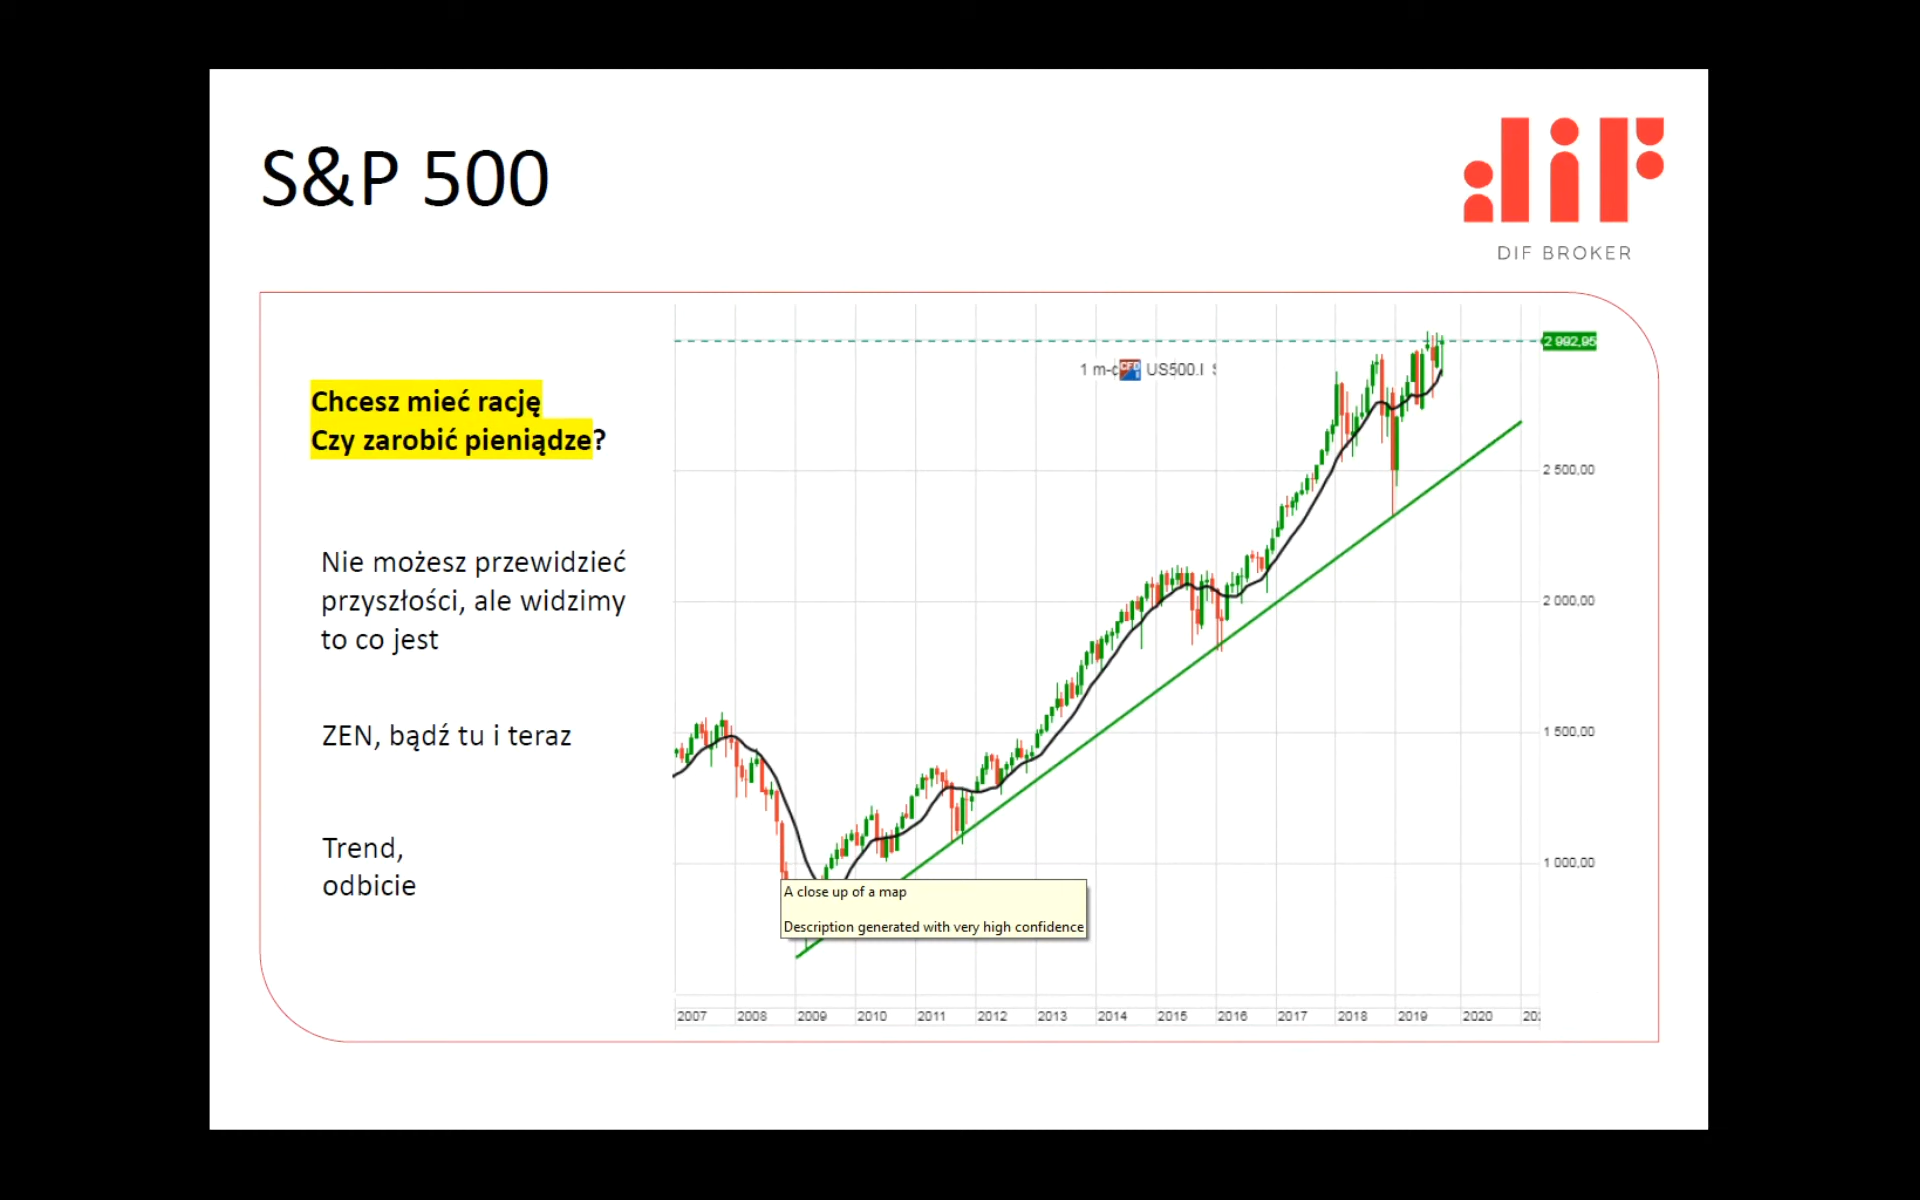 S&P 500
DIF BROKER
Chcesz mieć rację
Czy zarobić pieniądze?
Nie możesz przewidzieć
przyszłości, ale widzimy
to co jest
ZEN, bądź tu i teraz
Trend,
odbicie
1 m-c US500.I
2 992,95
2 500,00
2 000,00
1 500,00
1 000,00
A close up of a map
Description generated with very high confidence
2007 2008 2009 2010 2011 2012 2013 2014 2015 2016 2017 2018 2019 2020